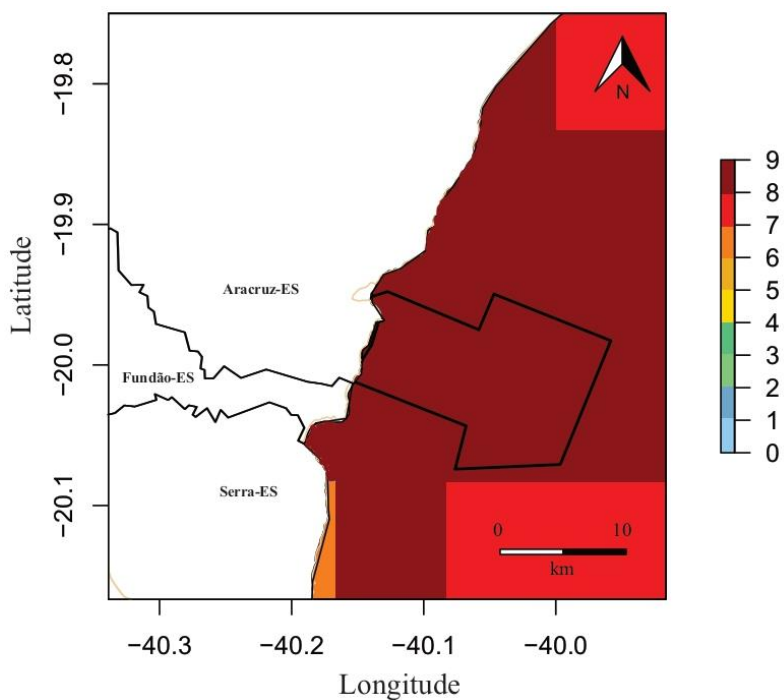 N
−19.8
−19.9
−20.0
−20.1
Latitude
Aracruz-ES
Fundão-ES
Serra-ES
0 10
km
−40.3 −40.2 −40.1 −40.0
Longitude
9
8
7
6
5
4
3
2
1
0